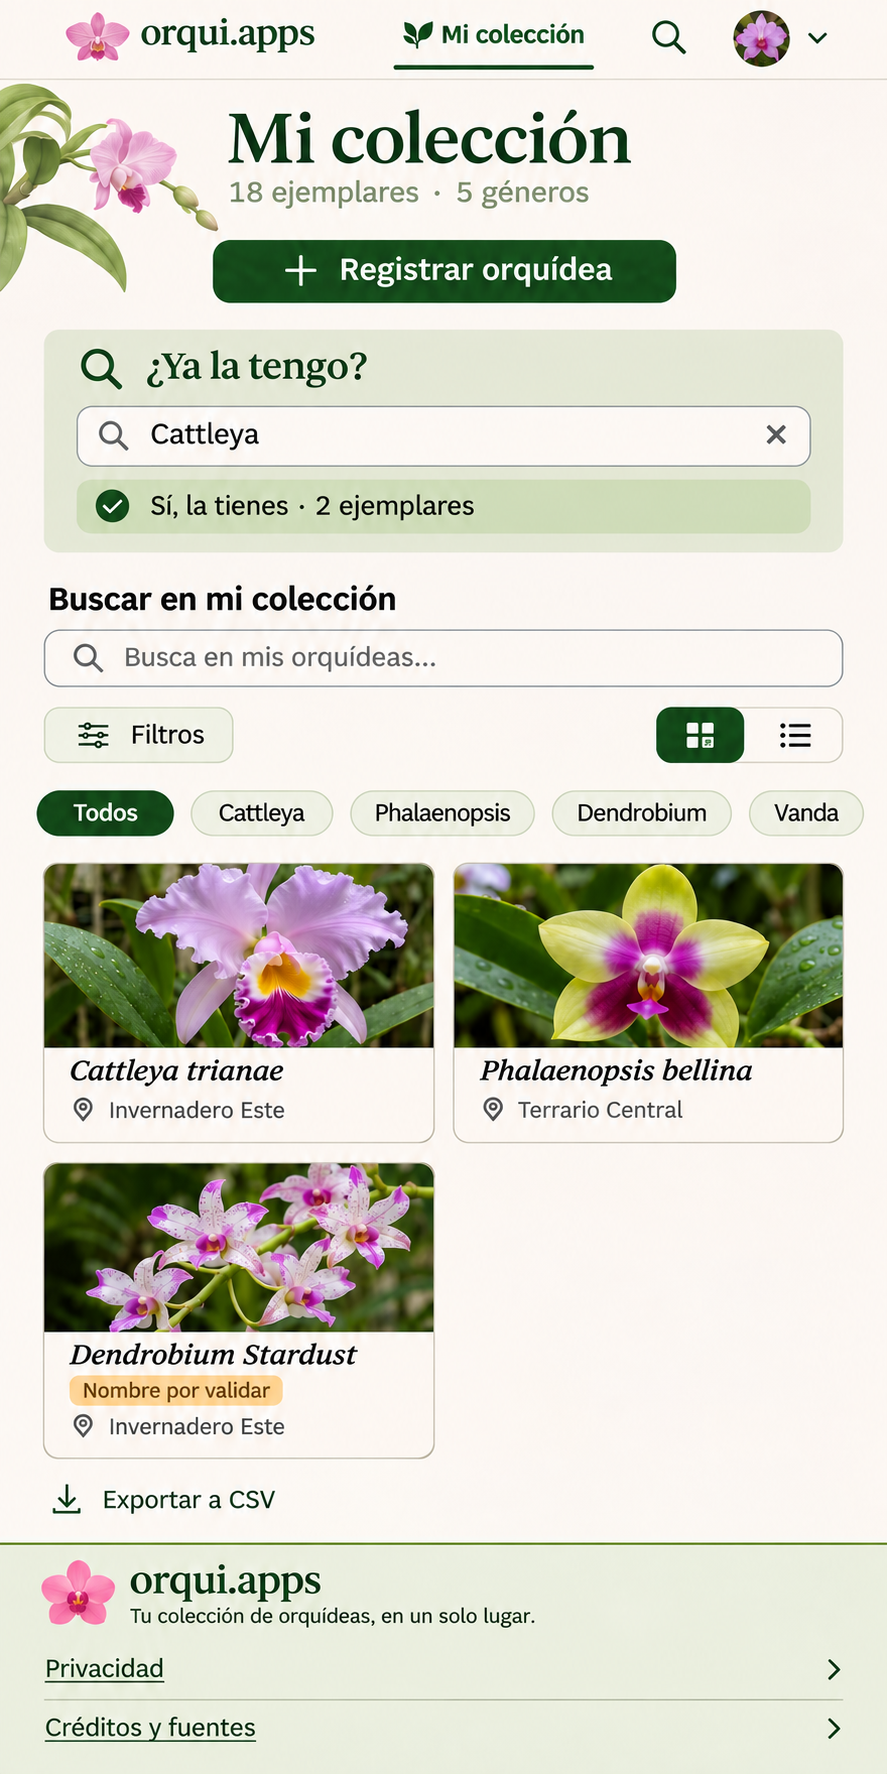 orqui.apps
Mi colección
Mi colección
18 ejemplares · 5 géneros
Registrar orquídea
¿Ya la tengo?
Cattleya
Sí, la tienes · 2 ejemplares
Buscar en mi colección
Busca en mis orquídeas...
Filtros
Todos
Cattleya
Phalaenopsis
Dendrobium
Vanda
Cattleya trianae
Invernadero Este
Phalaenopsis bellina
Terrario Central
Dendrobium Stardust
Nombre por validar
Invernadero Este
Exportar a CSV
orqui.apps
Tu colección de orquídeas, en un solo lugar.
Privacidad
Créditos y fuentes